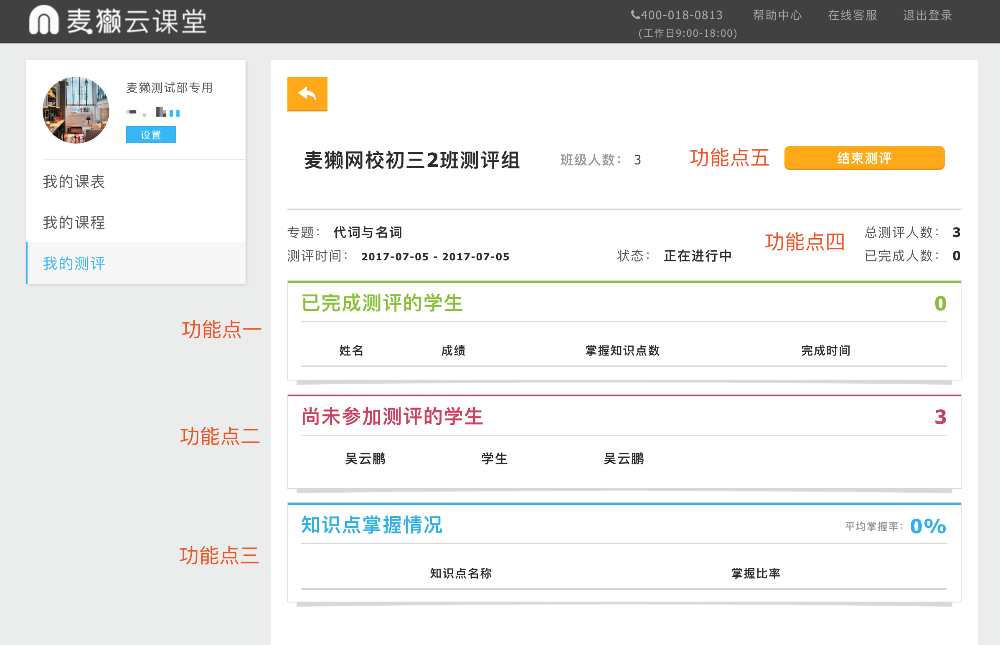 麦獭云课堂
400-018-0813 帮助中心 在线客服 退出登录
(工作日9:00-18:00)
麦獭测试部专用
设置
我的课表
我的课程
我的测评
麦獭网校初三2班测评组 班级人数： 3 功能点五 结束测评
专题： 代词与名词 功能点四 总测评人数： 3
测评时间： 2017-07-05 - 2017-07-05 状态： 正在进行中 已完成人数： 0
已完成测评的学生 0
功能点一
姓名 成绩 掌握知识点数 完成时间
尚未参加测评的学生 3
功能点二
吴云鹏 学生 吴云鹏
知识点掌握情况 平均掌握率： 0%
功能点三
知识点名称 掌握比率